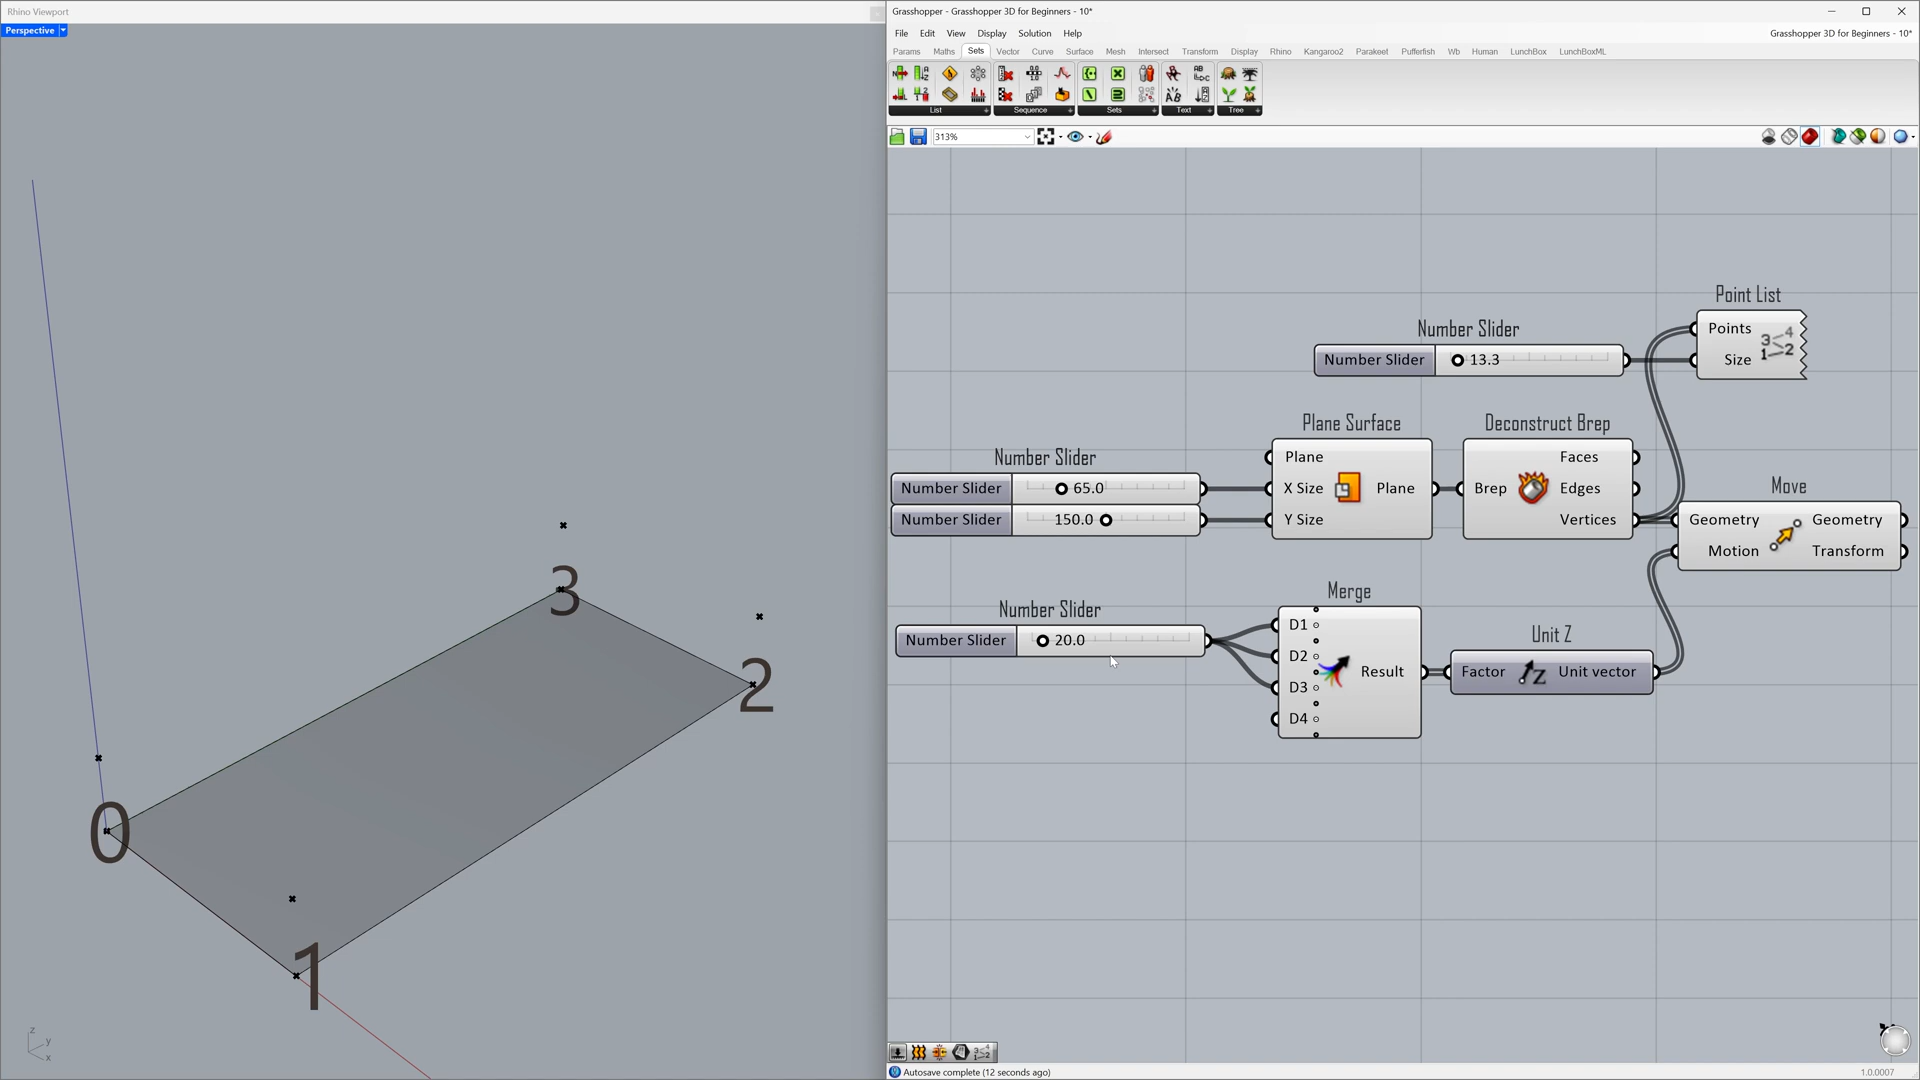 Rhino Viewport
Perspective
3
2
0
1
z
y
x
Grasshopper - Grasshopper 3D for Beginners - 10*
File Edit View Display Solution Help
Grasshopper 3D for Beginners - 10*
Params Maths Sets Vector Curve Surface Mesh Intersect Transform Display Rhino Kangaroo2 Parakeet Pufferfish Wb Human LunchBox LunchBoxML
List Sequence Sets Text Tree
313%
Point List
Points
Size
Number Slider
Number Slider 13.3
Plane Surface
Plane
X Size
Y Size
Plane
Deconstruct Brep
Brep
Faces
Edges
Vertices
Number Slider
Number Slider 65.0
Number Slider 150.0
Move
Geometry
Motion
Geometry
Transform
Number Slider
Number Slider 20.0
Merge
D1
D2
D3
D4
Result
Unit Z
Factor Z Unit vector
Autosave complete (12 seconds ago)
1.0.0007